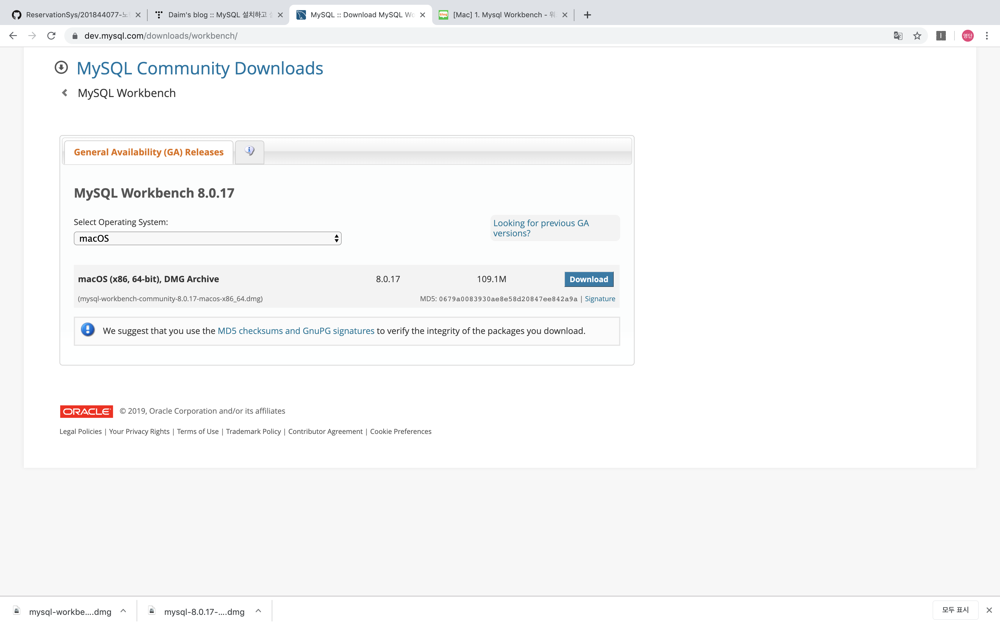 ReservationSys/201844077-노
Daim's blog :: MySQL 설치하고
MySQL :: Download MySQL Wo
[Mac] 1. Mysql Workbench - 워
dev.mysql.com/downloads/workbench/
영단
MySQL Community Downloads
MySQL Workbench
General Availability (GA) Releases
MySQL Workbench 8.0.17
Select Operating System:
macOS
Looking for previous GA
versions?
macOS (x86, 64-bit), DMG Archive 8.0.17 109.1M Download
(mysql-workbench-community-8.0.17-macos-x86_64.dmg) MD5: 0679a0083930ae8e58d20847ee842a9a | Signature
We suggest that you use the MD5 checksums and GnuPG signatures to verify the integrity of the packages you download.
ORACLE © 2019, Oracle Corporation and/or its affiliates
Legal Policies | Your Privacy Rights | Terms of Use | Trademark Policy | Contributor Agreement | Cookie Preferences
mysql-workbe....dmg
mysql-8.0.17-....dmg
모두 표시